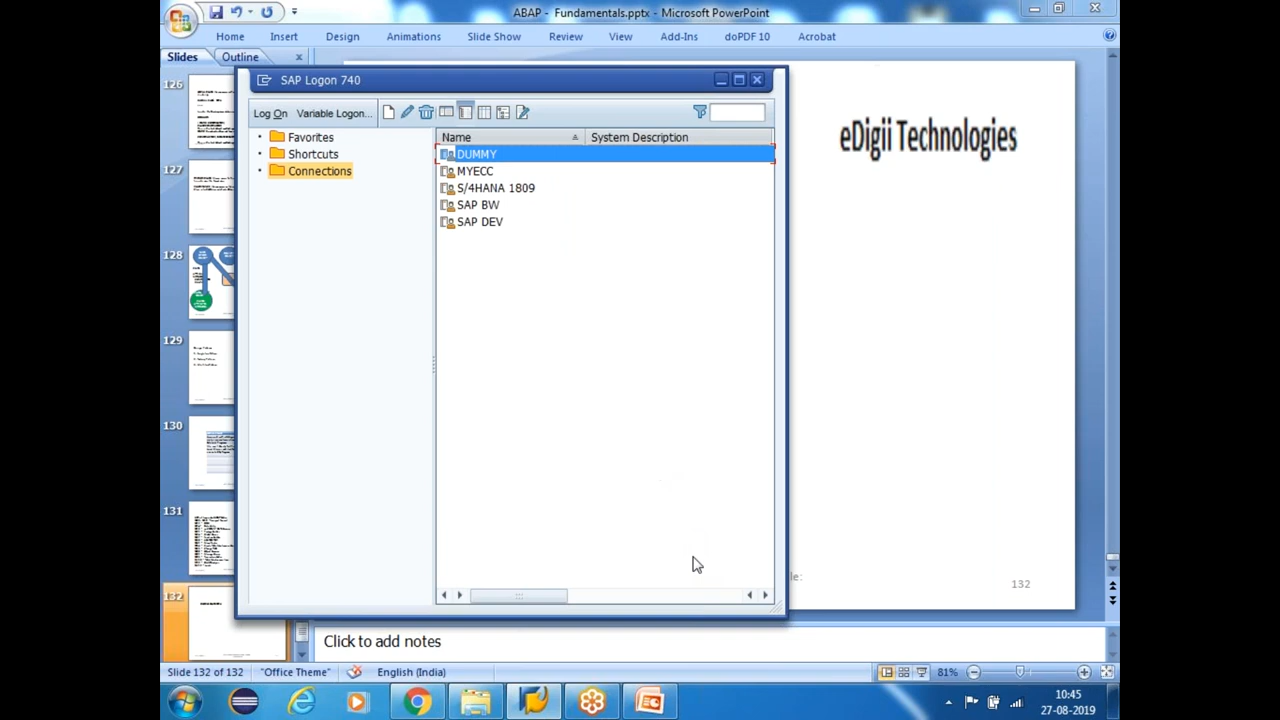 ABAP - Fundamentals.pptx - Microsoft PowerPoint
Home Insert Design Animations Slide Show Review View Add-Ins doPDF 10 Acrobat
Slides Outline
SAP Logon 740
Log On Variable Logon...
Favorites
Shortcuts
Connections
Name System Description
DUMMY
MYECC
S/4HANA 1809
SAP BW
SAP DEV
eDigii Technologies
126
127
128
129
130
131
132
132
Click to add notes
Slide 132 of 132 "Office Theme" English (India) 81%
10:45
27-08-2019